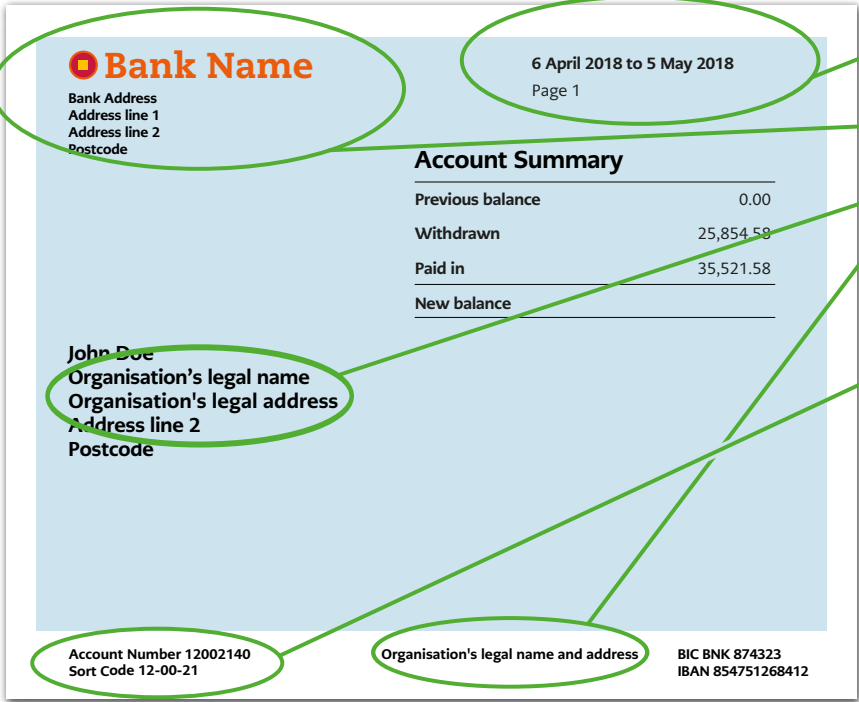 Bank Name
Bank Address
Address line 1
Address line 2
Postcode
6 April 2018 to 5 May 2018
Page 1
Account Summary
Previous balance 0.00
Withdrawn 25,854.58
Paid in 35,521.58
New balance
John Doe
Organisation’s legal name
Organisation's legal address
Address line 2
Postcode
Account Number 12002140
Sort Code 12-00-21
Organisation's legal name and address
BIC BNK 874323
IBAN 854751268412